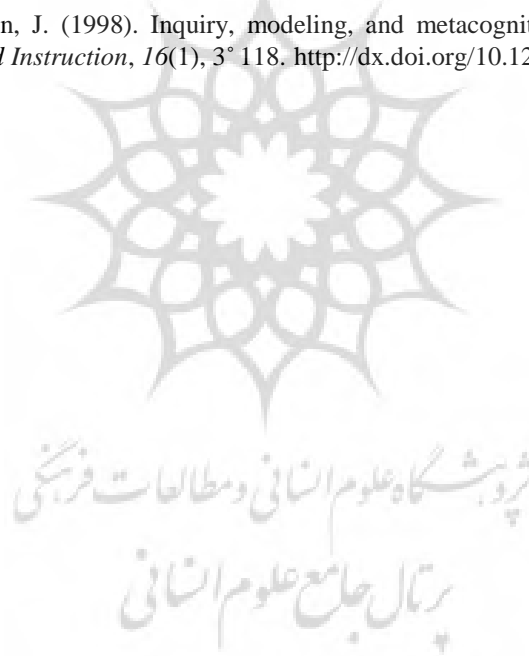 n, J. (1998). Inquiry, modeling, and metacognit
l Instruction, 16(1), 3˚ 118. http://dx.doi.org/10.12
پژوهشگاه علوم انسانی و مطالعات فرهنگی
پرتال جامع علوم انسانی